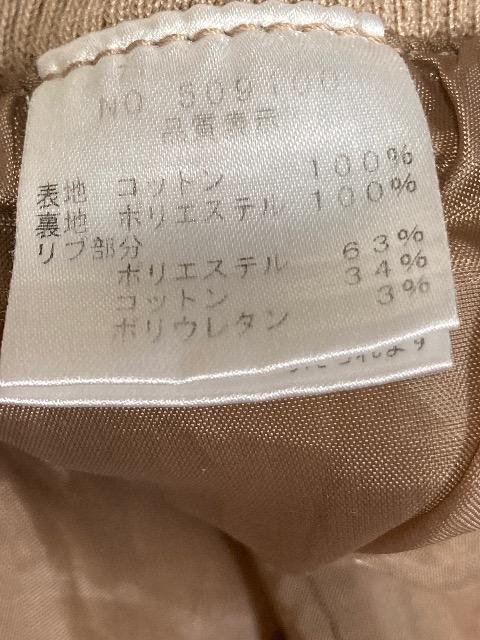 NO 509100
品質表示
表地 コットン 100%
裏地 ポリエステル 100%
リブ部分
ポリエステル 63%
コットン 34%
ポリウレタン 3%